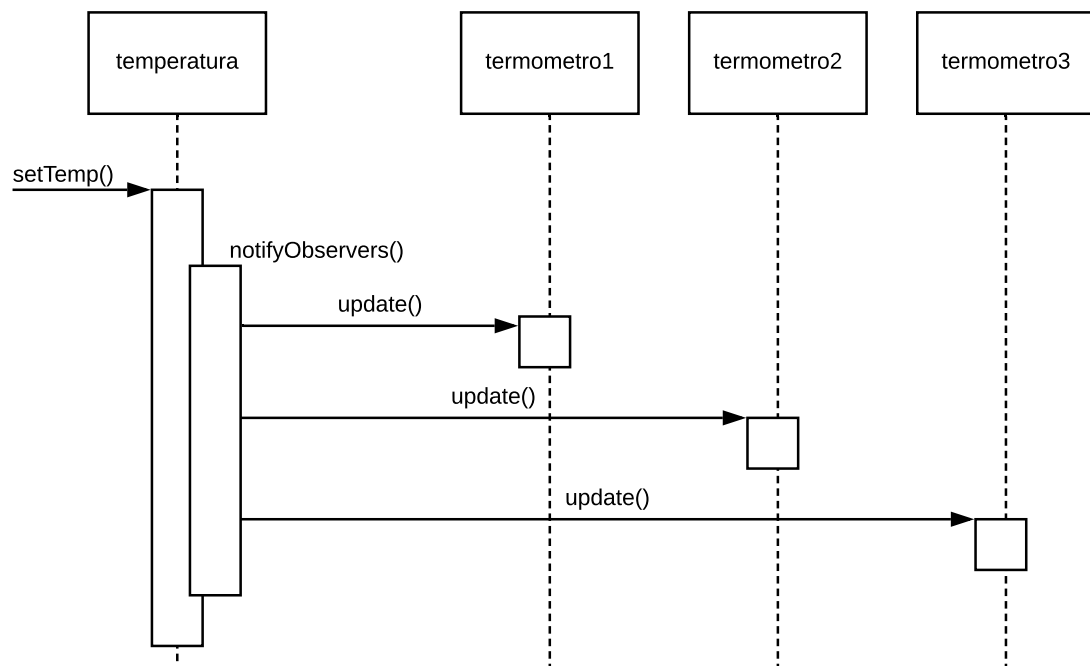 temperatura
termometro1
termometro2
termometro3
setTemp()
notifyObservers()
update()
update()
update()